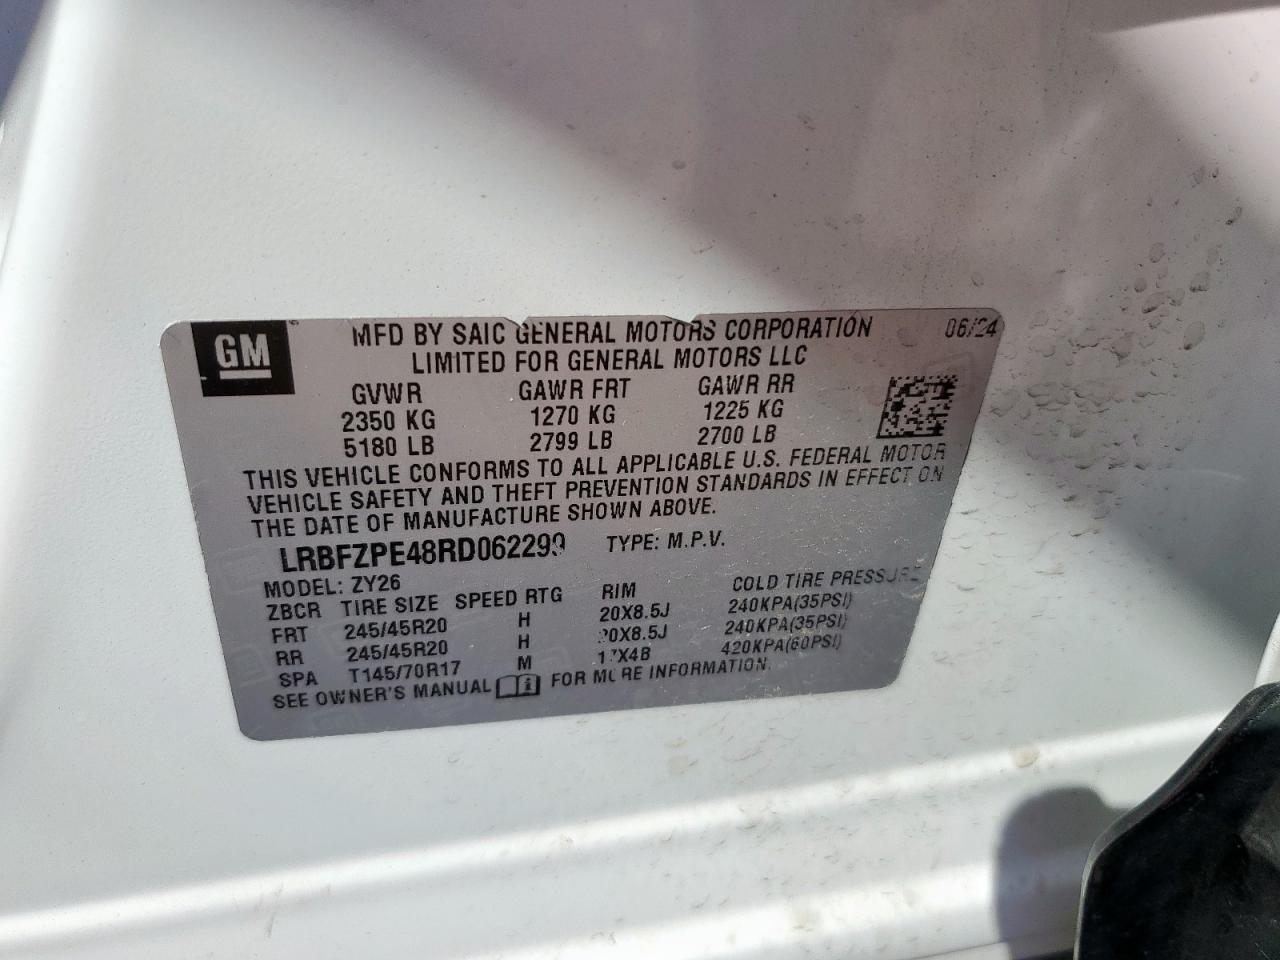 GM
MFD BY SAIC GENERAL MOTORS CORPORATION 06/24
LIMITED FOR GENERAL MOTORS LLC
GVWR GAWR FRT GAWR RR
2350 KG 1270 KG 1225 KG
5180 LB 2799 LB 2700 LB
THIS VEHICLE CONFORMS TO ALL APPLICABLE U.S. FEDERAL MOTOR
VEHICLE SAFETY AND THEFT PREVENTION STANDARDS IN EFFECT ON
THE DATE OF MANUFACTURE SHOWN ABOVE.
LRBFZPE48RD062299 TYPE: M.P.V.
MODEL: ZY26
ZBCR TIRE SIZE SPEED RTG RIM COLD TIRE PRESSURE
FRT 245/45R20 H 20X8.5J 240KPA(35PSI)
RR 245/45R20 H 20X8.5J 240KPA(35PSI)
SPA T145/70R17 M 17X4B 420KPA(60PSI)
SEE OWNER'S MANUAL FOR MORE INFORMATION.